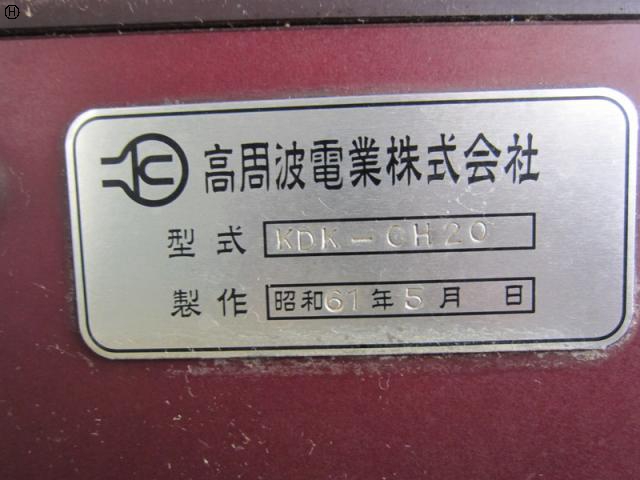 高周波電業株式会社
型式 KDK-CH20
製作 昭和61年5月 日